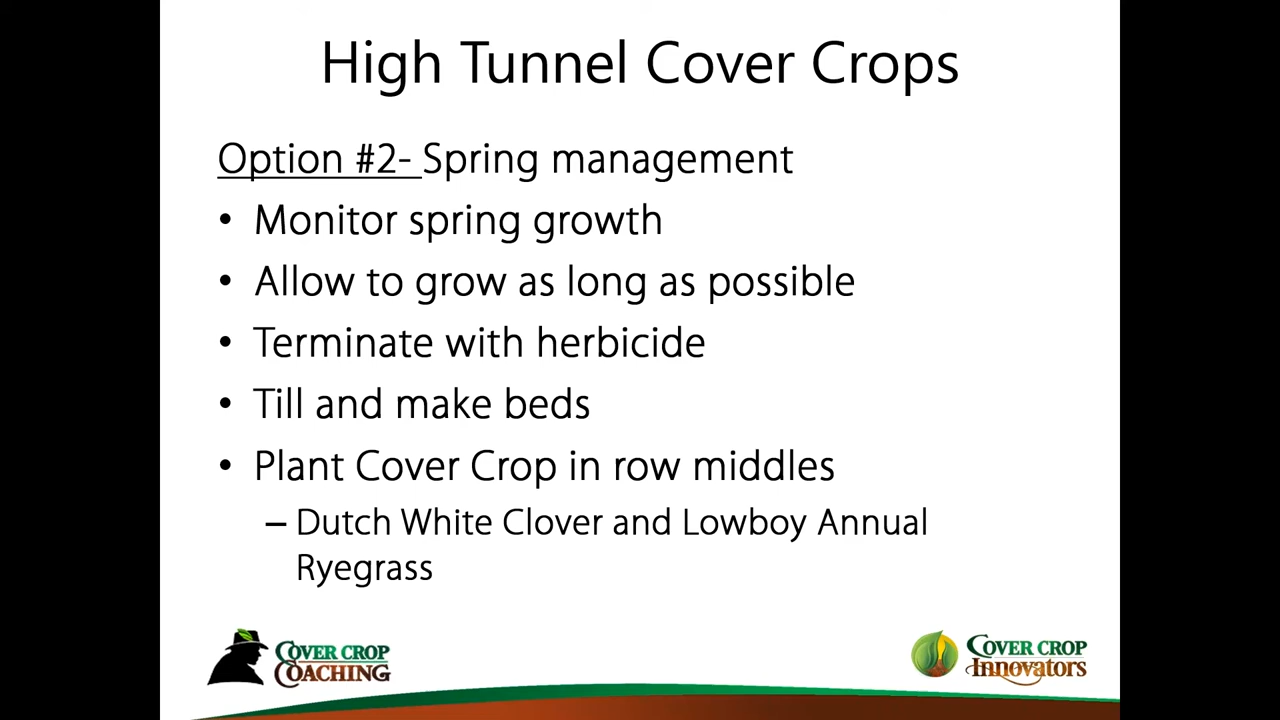 High Tunnel Cover Crops
Option #2- Spring management
• Monitor spring growth
• Allow to grow as long as possible
• Terminate with herbicide
• Till and make beds
• Plant Cover Crop in row middles
– Dutch White Clover and Lowboy Annual
Ryegrass
COVER CROP
COACHING
COVER CROP
Innovators